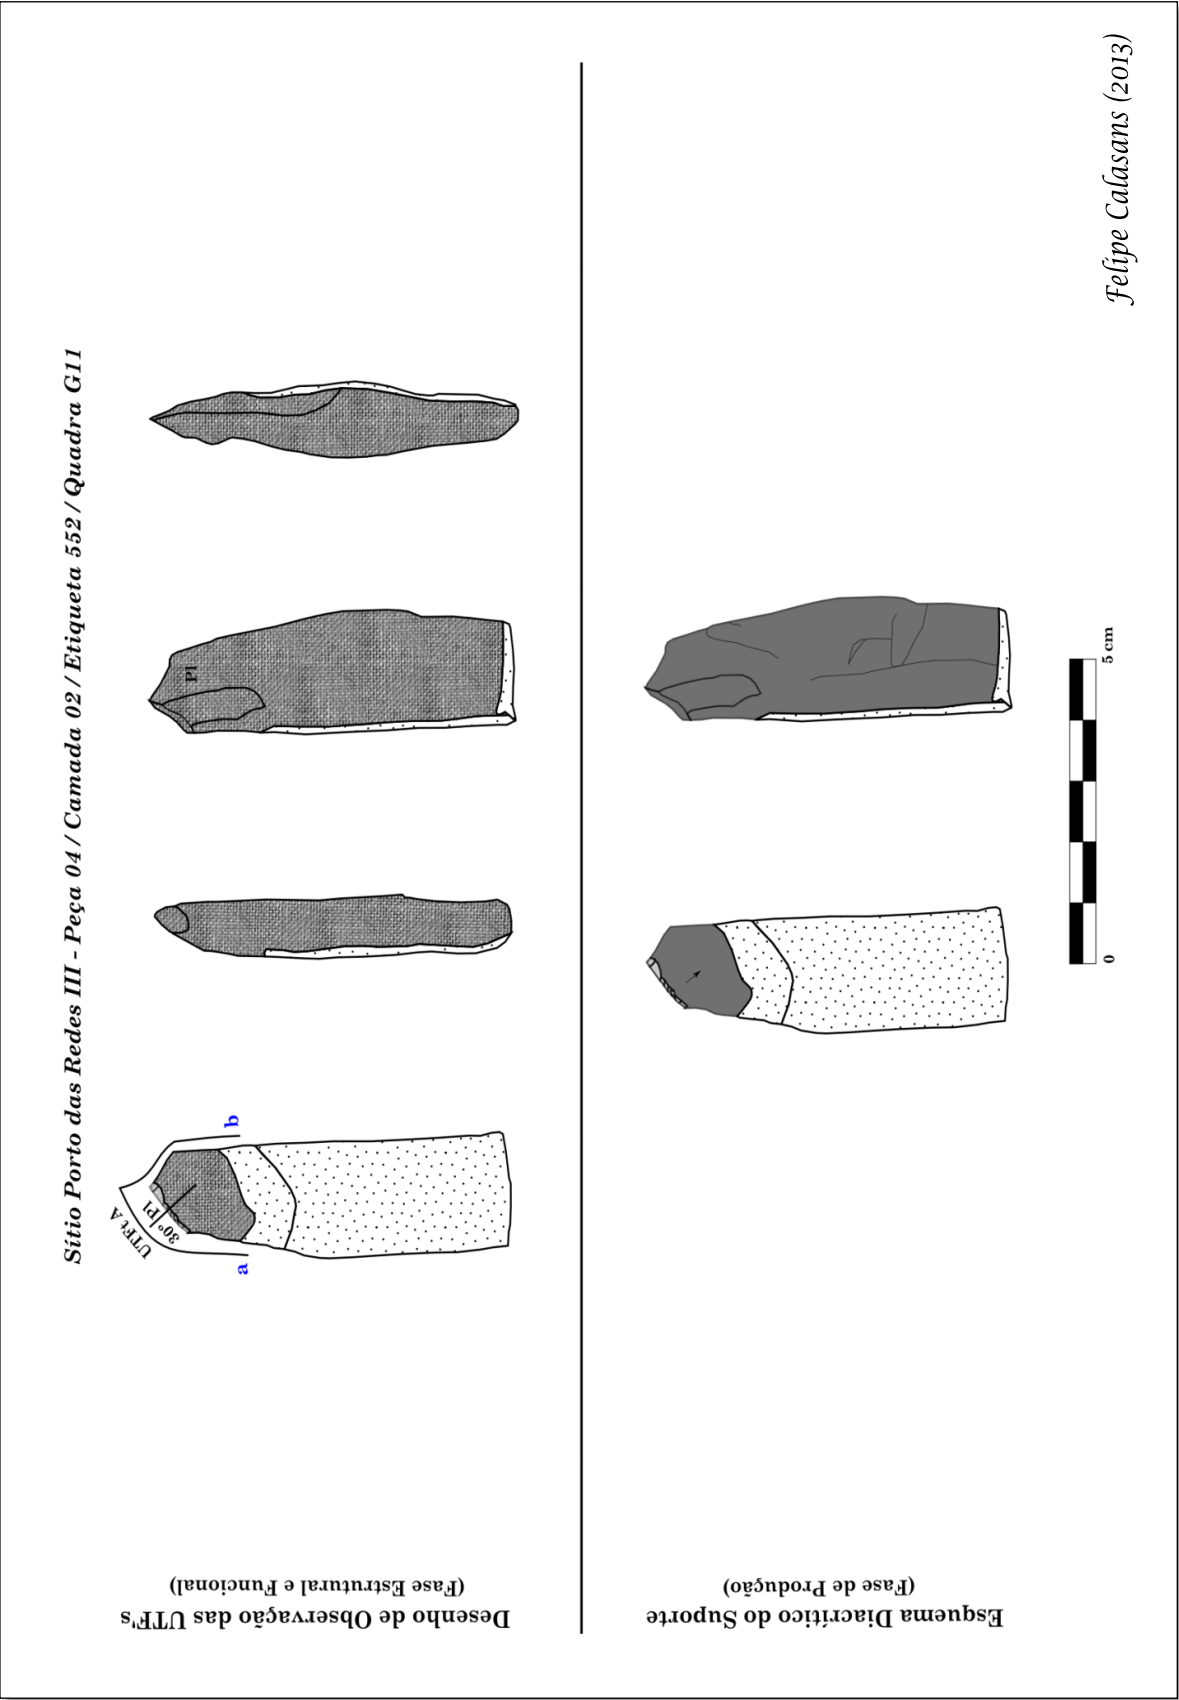 Sítio Porto das Redes III - Peça 04 / Camada 02 / Etiqueta 552 / Quadra G11
Desenho de Observação das UTF's
(Fase Estrutural e Funcional)
UTFt A
30° Pl
a
b
Pl
Esquema Diacrítico do Suporte
(Fase de Produção)
0
5 cm
Felipe Calasans (2013)